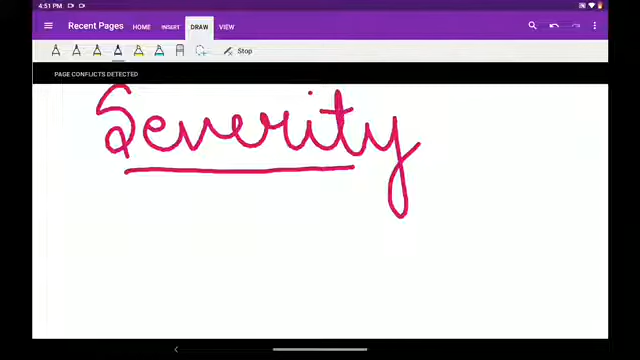 4:51 PM
Recent Pages HOME INSERT DRAW VIEW
Stop
PAGE CONFLICTS DETECTED
Severity